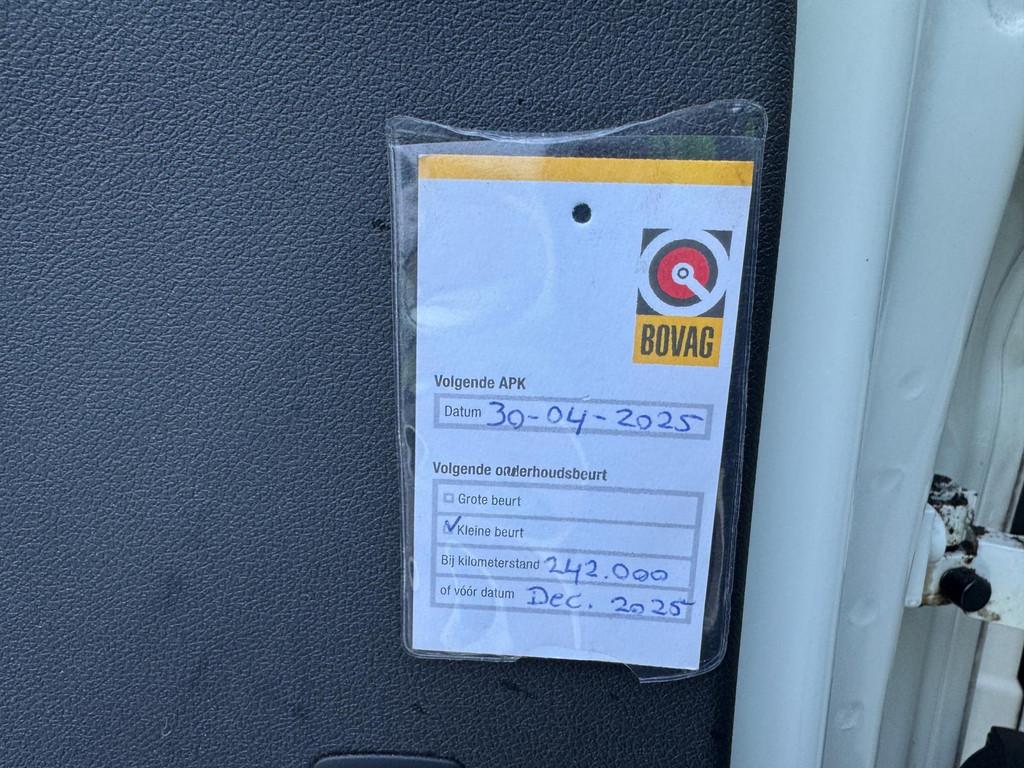 BOVAG
Volgende APK
Datum 30-04-2025
Volgende onderhoudsbeurt
Grote beurt
Kleine beurt
Bij kilometerstand 242.000
of vóór datum Dec. 2025